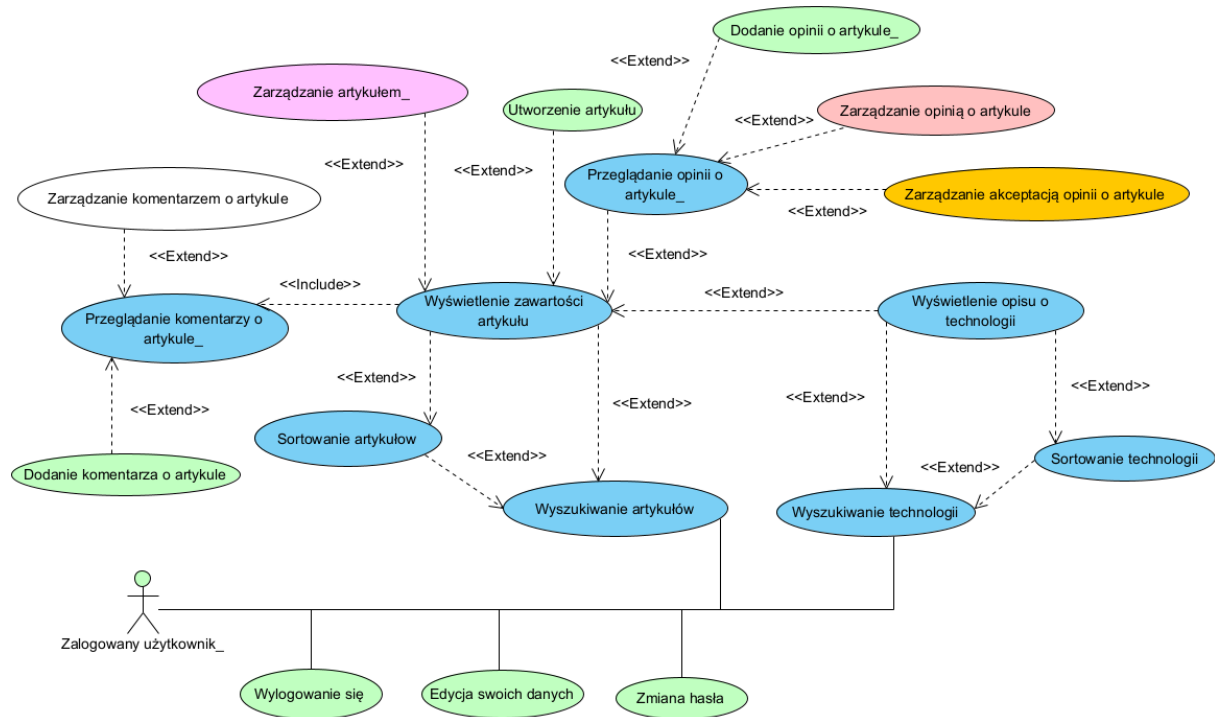 Dodanie opinii o artykule_
<<Extend>>
Zarządzanie artykułem_
Utworzenie artykułu
Zarządzanie opinią o artykule
<<Extend>>
<<Extend>>
<<Extend>>
Przeglądanie opinii o
artykule_
Zarządzanie akceptacją opinii o artykule
<<Extend>>
Zarządzanie komentarzem o artykule
<<Extend>>
<<Extend>>
<<Include>>
<<Extend>>
Przeglądanie komentarzy o
artykule_
Wyświetlenie zawartości
artykułu
Wyświetlenie opisu o
technologii
<<Extend>>
<<Extend>>
<<Extend>>
<<Extend>>
<<Extend>>
Sortowanie artykułow
<<Extend>>
<<Extend>>
Sortowanie technologii
Dodanie komentarza o artykule
Wyszukiwanie artykułów
Wyszukiwanie technologii
Zalogowany użytkownik_
Wylogowanie się
Edycja swoich danych
Zmiana hasła